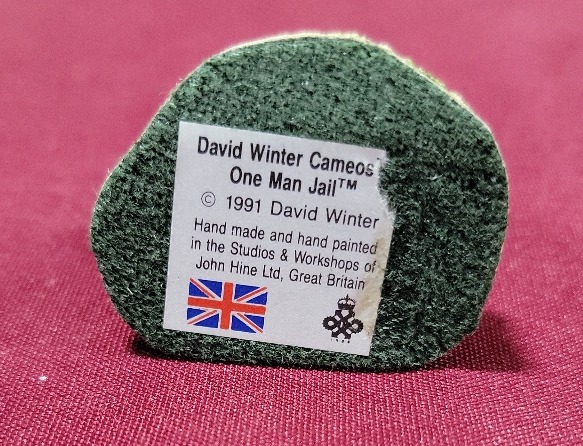 David Winter Cameos
One Man Jail™
© 1991 David Winter
Hand made and hand painted
in the Studios & Workshops of
John Hine Ltd, Great Britain